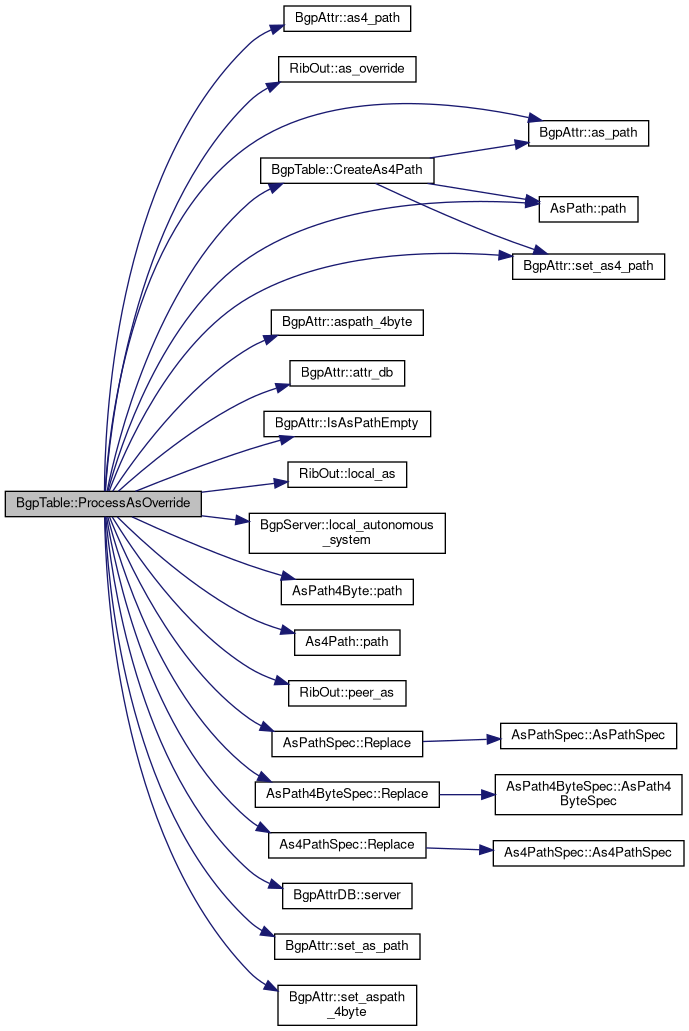 BgpAttr::as4_path
RibOut::as_override
BgpAttr::as_path
BgpTable::CreateAs4Path
AsPath::path
BgpAttr::set_as4_path
BgpAttr::aspath_4byte
BgpAttr::attr_db
BgpAttr::IsAsPathEmpty
RibOut::local_as
BgpTable::ProcessAsOverride
BgpServer::local_autonomous
_system
AsPath4Byte::path
As4Path::path
RibOut::peer_as
AsPathSpec::Replace
AsPathSpec::AsPathSpec
AsPath4ByteSpec::Replace
AsPath4ByteSpec::AsPath4
ByteSpec
As4PathSpec::Replace
As4PathSpec::As4PathSpec
BgpAttrDB::server
BgpAttr::set_as_path
BgpAttr::set_aspath
_4byte